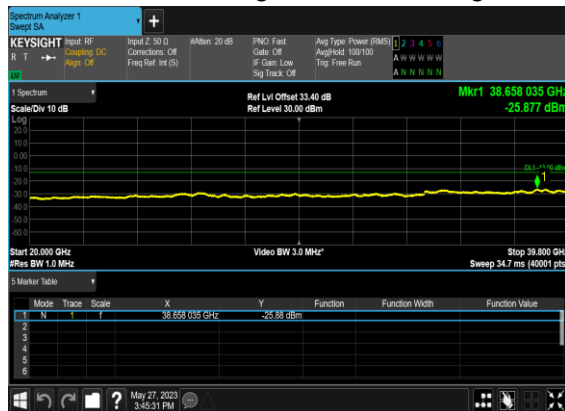 Spectrum Analyzer 1
Swept SA
+
KEYSIGHT Input: RF Input Z: 50 Ω #Atten: 20 dB PNO: Fast Avg Type: Power (RMS) 1 2 3 4 5 6
R T Coupling: DC Corrections: Off Gate: Off Avg|Hold: 100/100 A W W W W W
Align: Off Freq Ref: Int (S) IF Gain: Low Trig: Free Run
LW Sig Track: Off A N N N N N
1 Spectrum Ref Lvl Offset 33.40 dB Mkr1 38.658 035 GHz
Scale/Div 10 dB Ref Level 30.00 dBm -25.877 dBm
Log
20.0
10.0
0.00
-10.0 DL1 -13.00 dBm
-20.0 1
-30.0
-40.0
-50.0
-60.0
Start 20.000 GHz Video BW 3.0 MHz* Stop 39.800 GHz
#Res BW 1.0 MHz Sweep 34.7 ms (40001 pts
5 Marker Table
Mode Trace Scale X Y Function Function Width Function Value
1 N 1 f 38.658 035 GHz -25.88 dBm
2
3
4
5
6
? May 27, 2023
3:45:31 PM